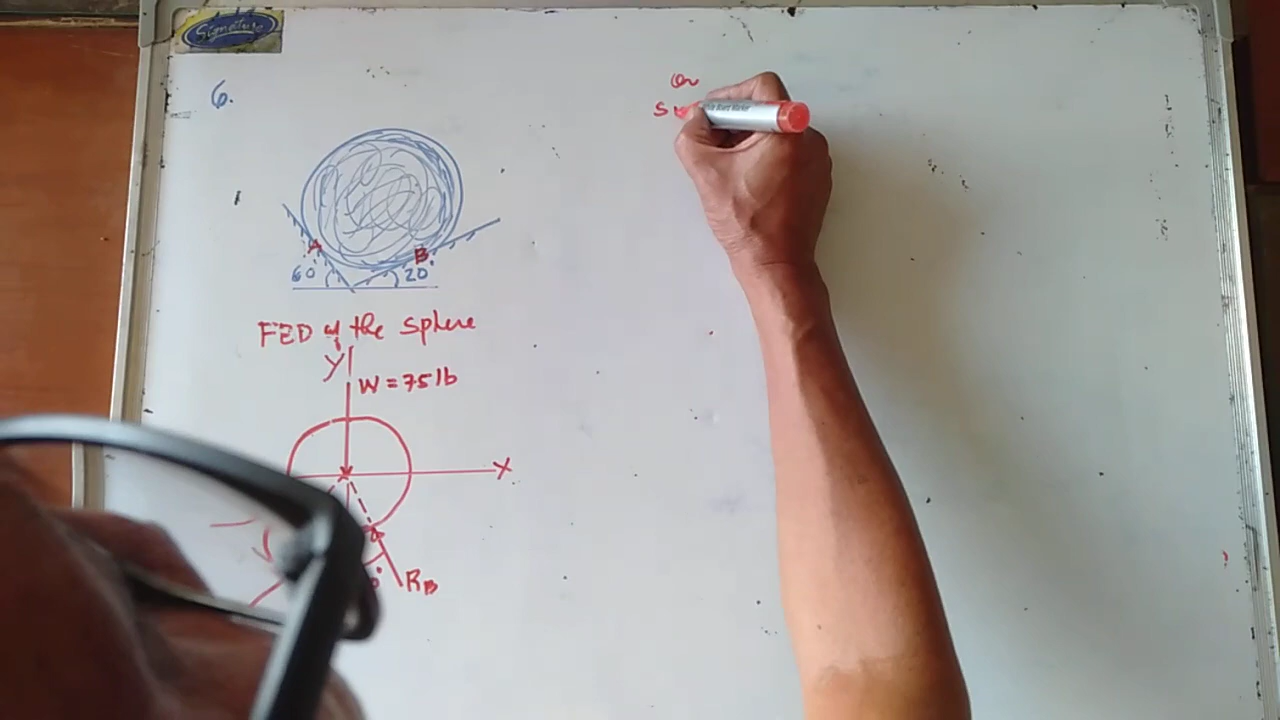 Signature
6.
A
B
60
20
FBD of the sphere
Y
W = 75 lb
X
RB